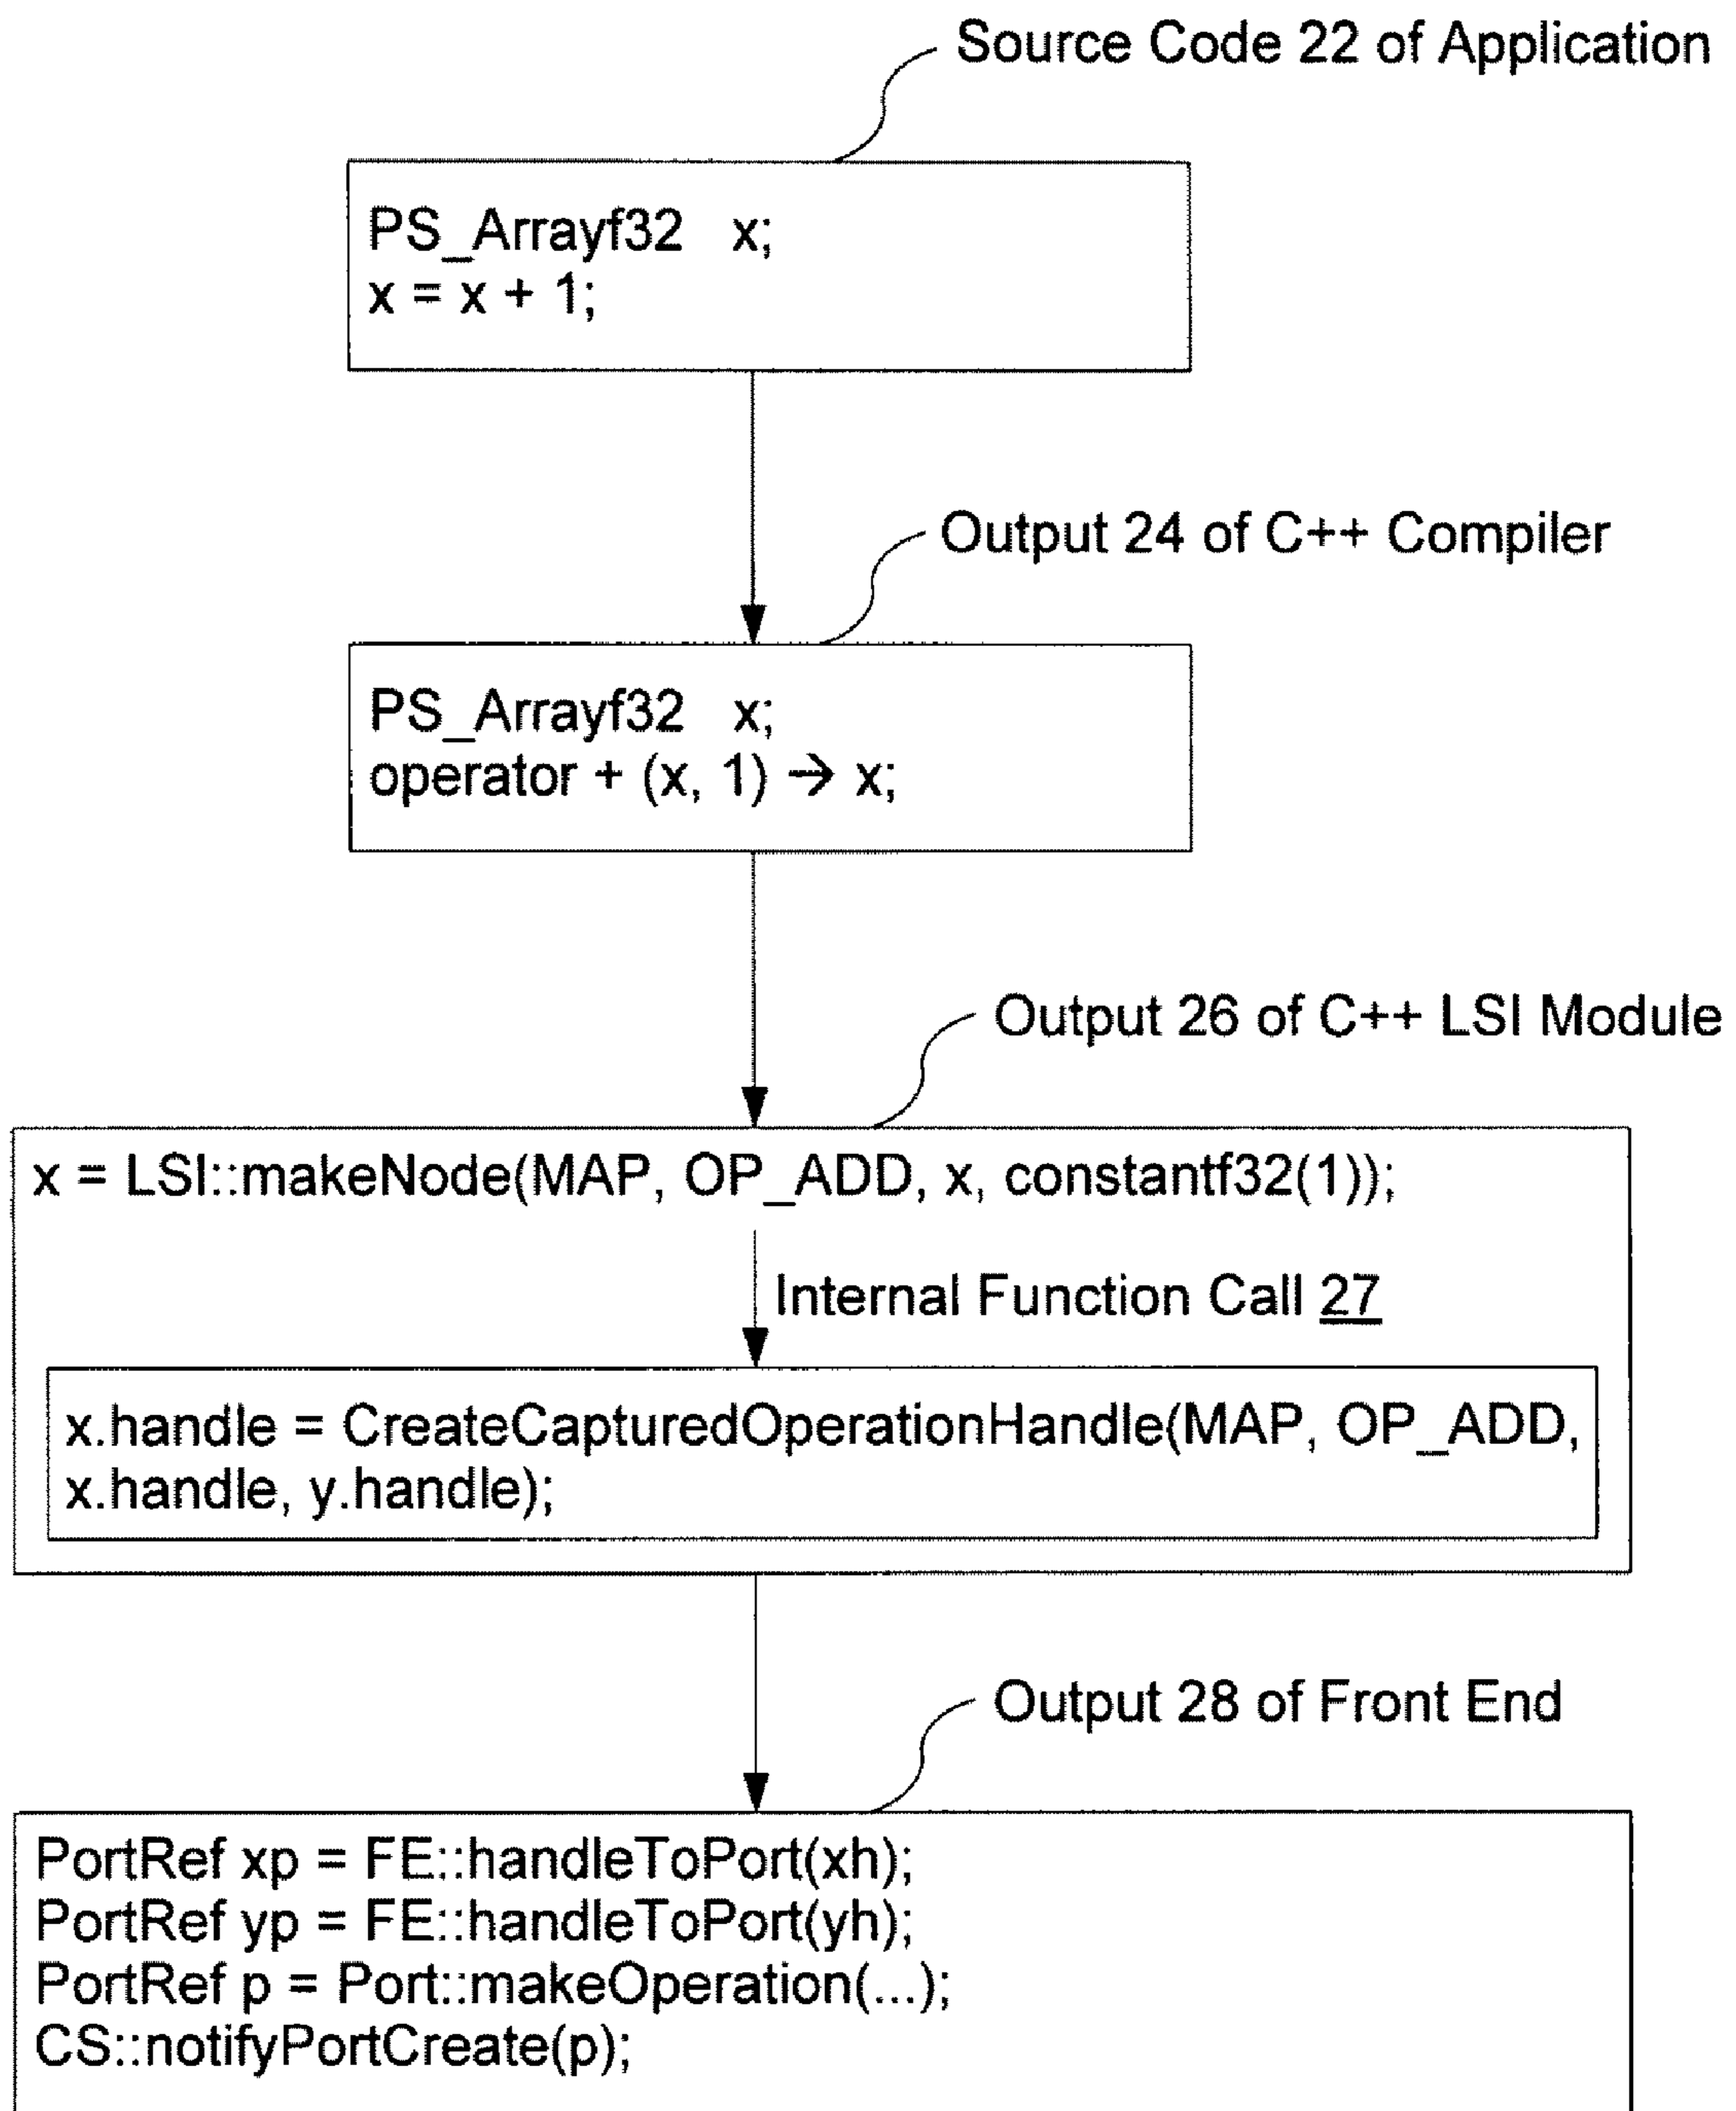 Source Code 22 of Application
PS_Arrayf32 x;
x = x + 1;
Output 24 of C++ Compiler
PS_Arrayf32 x;
operator + (x, 1) → x;
Output 26 of C++ LSI Module
x = LSI::makeNode(MAP, OP_ADD, x, constantf32(1));
Internal Function Call 27
x.handle = CreateCapturedOperationHandle(MAP, OP_ADD,
x.handle, y.handle);
Output 28 of Front End
PortRef xp = FE::handleToPort(xh);
PortRef yp = FE::handleToPort(yh);
PortRef p = Port::makeOperation(...);
CS::notifyPortCreate(p);